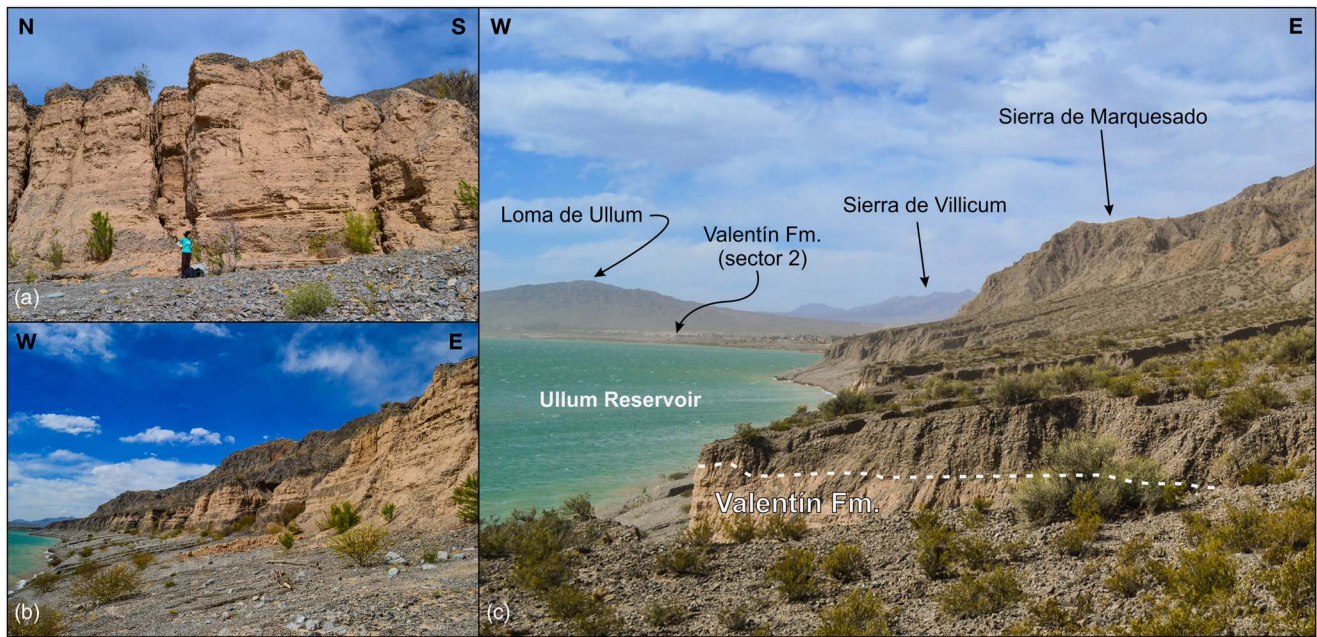 N
S
(a)
W
E
(b)
W
E
Sierra de Marquesado
Sierra de Villicum
Loma de Ullum
Valentín Fm.
(sector 2)
Ullum Reservoir
Valentín Fm.
(c)